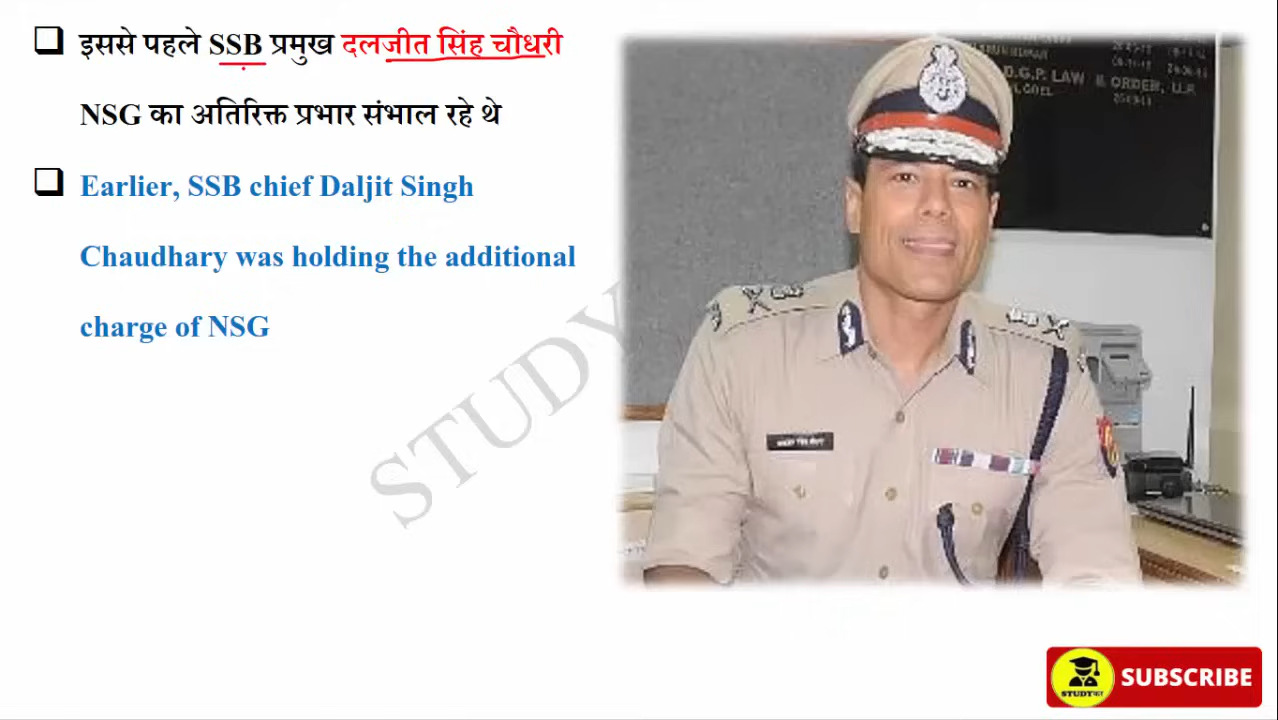 इससे पहले SSB प्रमुख दलजीत सिंह चौधरी
NSG का अतिरिक्त प्रभार संभाल रहे थे
Earlier, SSB chief Daljit Singh
Chaudhary was holding the additional
charge of NSG
STUDY
D.G.P. LAW & ORDER, U.P.
STUDYका
SUBSCRIBE